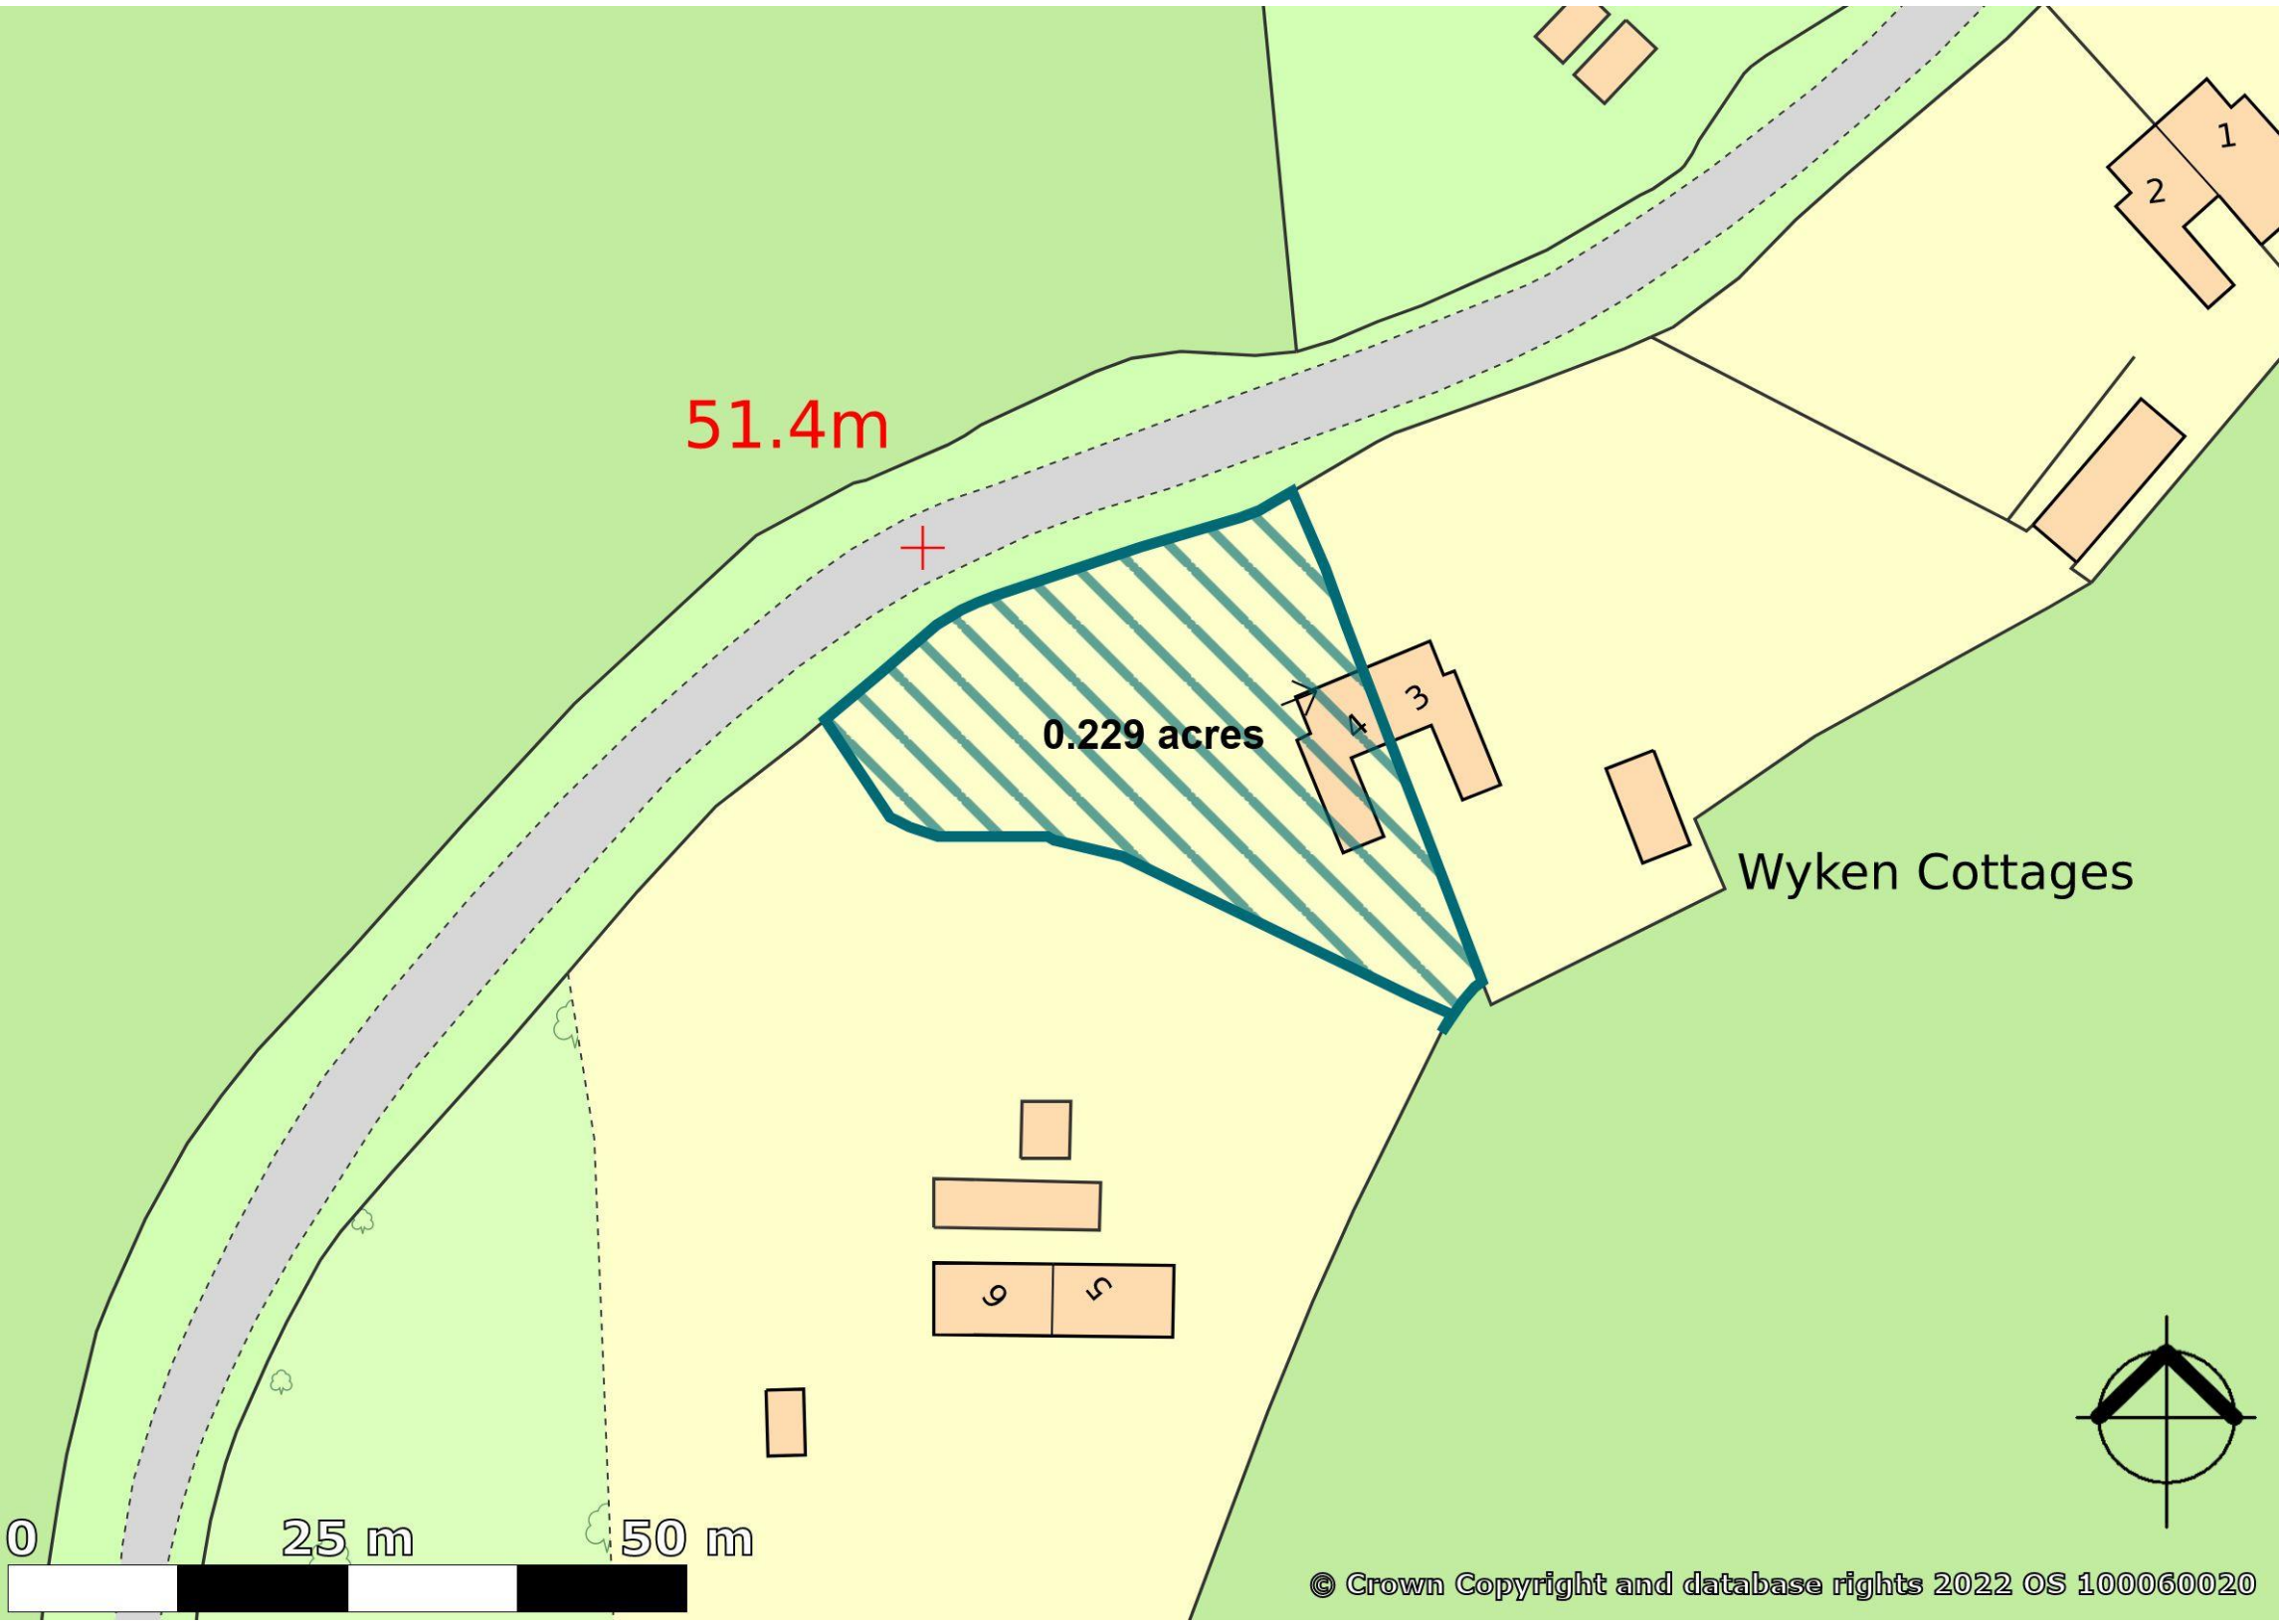 1
2
51.4m
3
4
0.229 acres
Wyken Cottages
6
5
0
25 m
50 m
© Crown Copyright and database rights 2022 OS 100060020